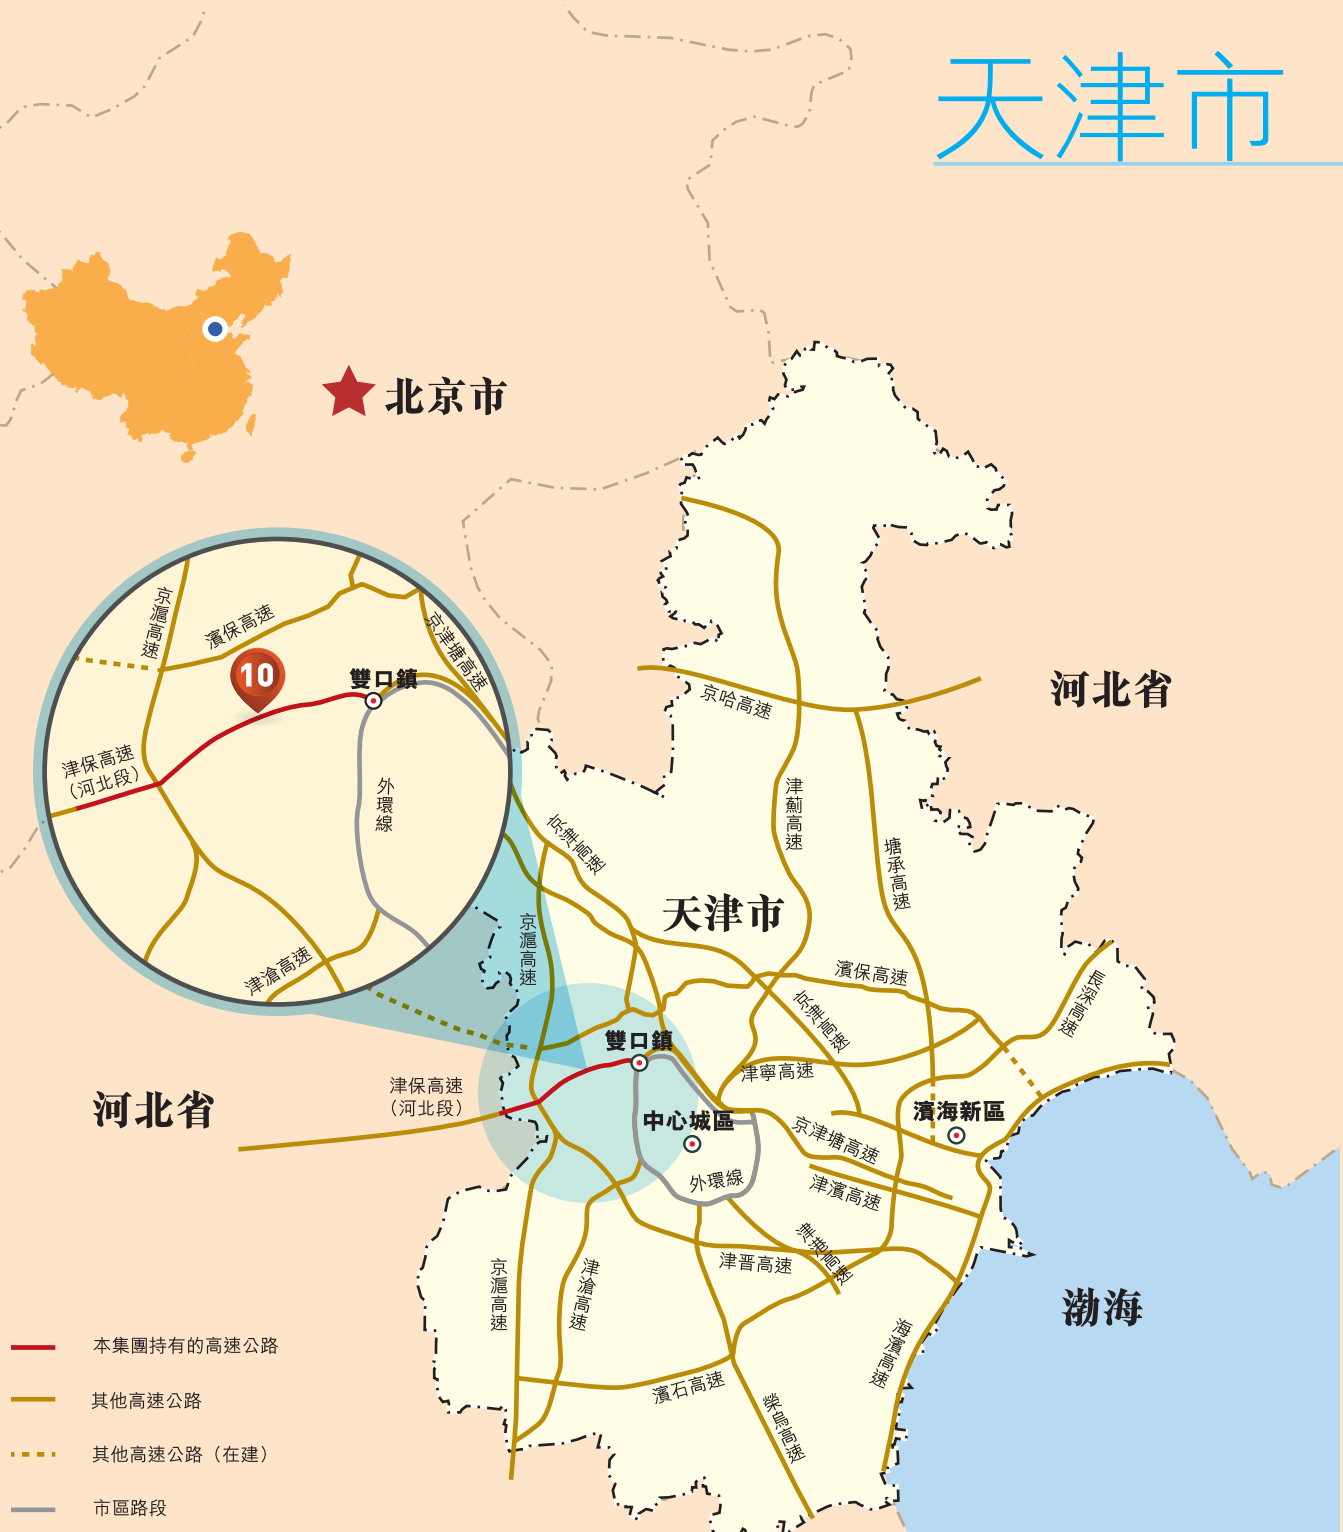 天津市
北京市
京滬高速
濱保高速
京津塘高速
10
雙口鎮
津保高速
（河北段）
外環線
津滄高速
河北省
京哈高速
津薊高速
塘承高速
京津高速
天津市
京滬高速
濱保高速
京津高速
長深高速
雙口鎮
津寧高速
津保高速
（河北段）
河北省
中心城區
濱海新區
京津塘高速
外環線
津濱高速
津港高速
津晋高速
京滬高速
津滄高速
渤海
海濱高速
濱石高速
榮烏高速
本集團持有的高速公路
其他高速公路
其他高速公路（在建）
市區路段